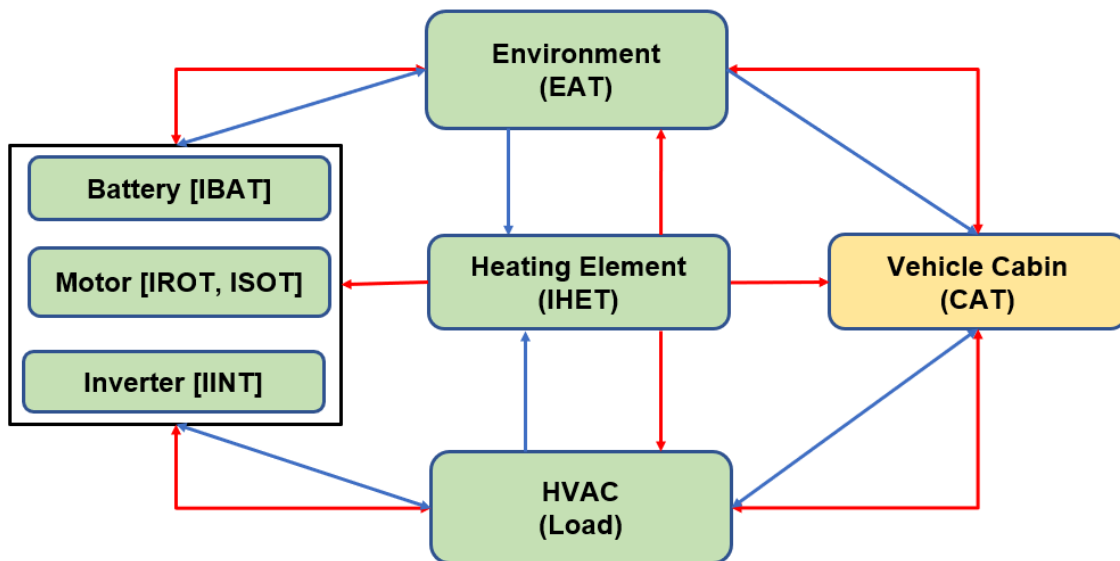 Environment
(EAT)
Battery [IBAT]
Motor [IROT, ISOT]
Inverter [IINT]
Heating Element
(IHET)
Vehicle Cabin
(CAT)
HVAC
(Load)